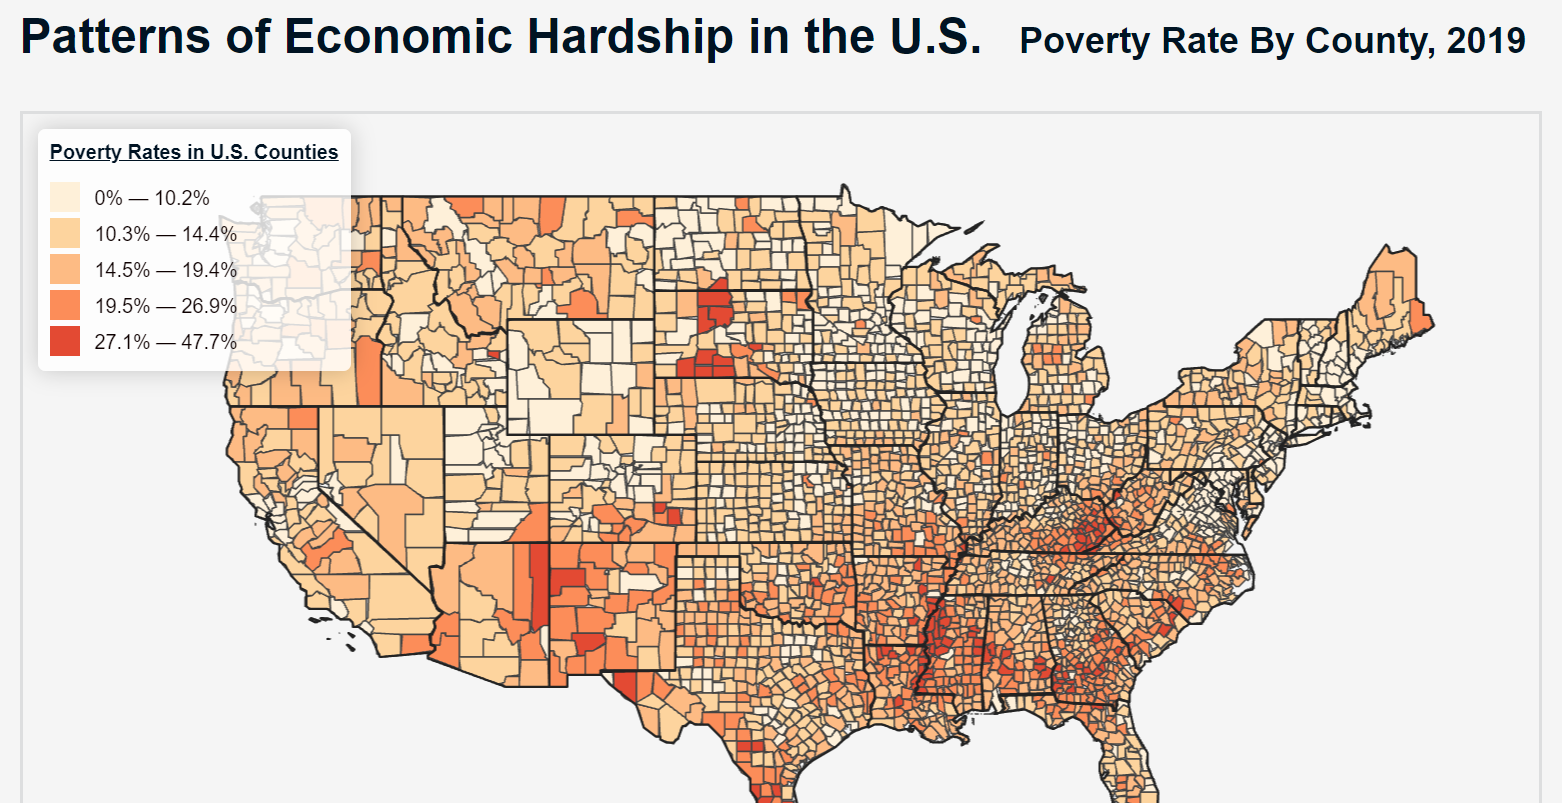 Patterns of Economic Hardship in the U.S. Poverty Rate By County, 2019
Poverty Rates in U.S. Counties
0% — 10.2%
10.3% — 14.4%
14.5% — 19.4%
19.5% — 26.9%
27.1% — 47.7%